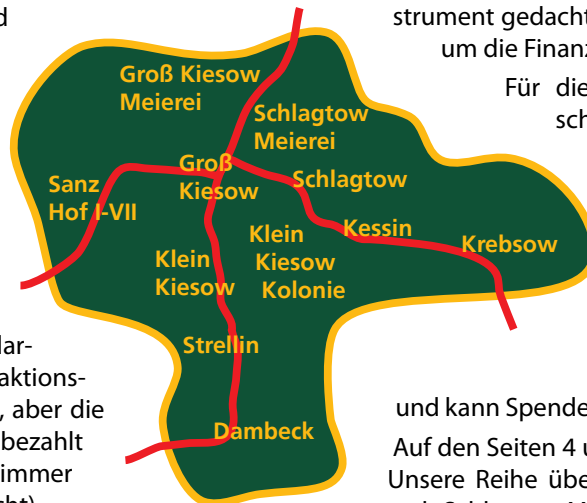 strument gedacht
um die Finanz
Für die
Groß Kiesow
Meierei
Schlagtow
Meierei
Groß
Kiesow
Schlagtow
Sanz
Hof I-VII
Klein
Kiesow
Kolonie
Kessin
Krebsow
Klein
Kiesow
Strellin
Dambeck
aktions-
, aber die
bezahlt
immer
und kann Spende
Auf den Seiten 4 u
Unsere Reihe übe